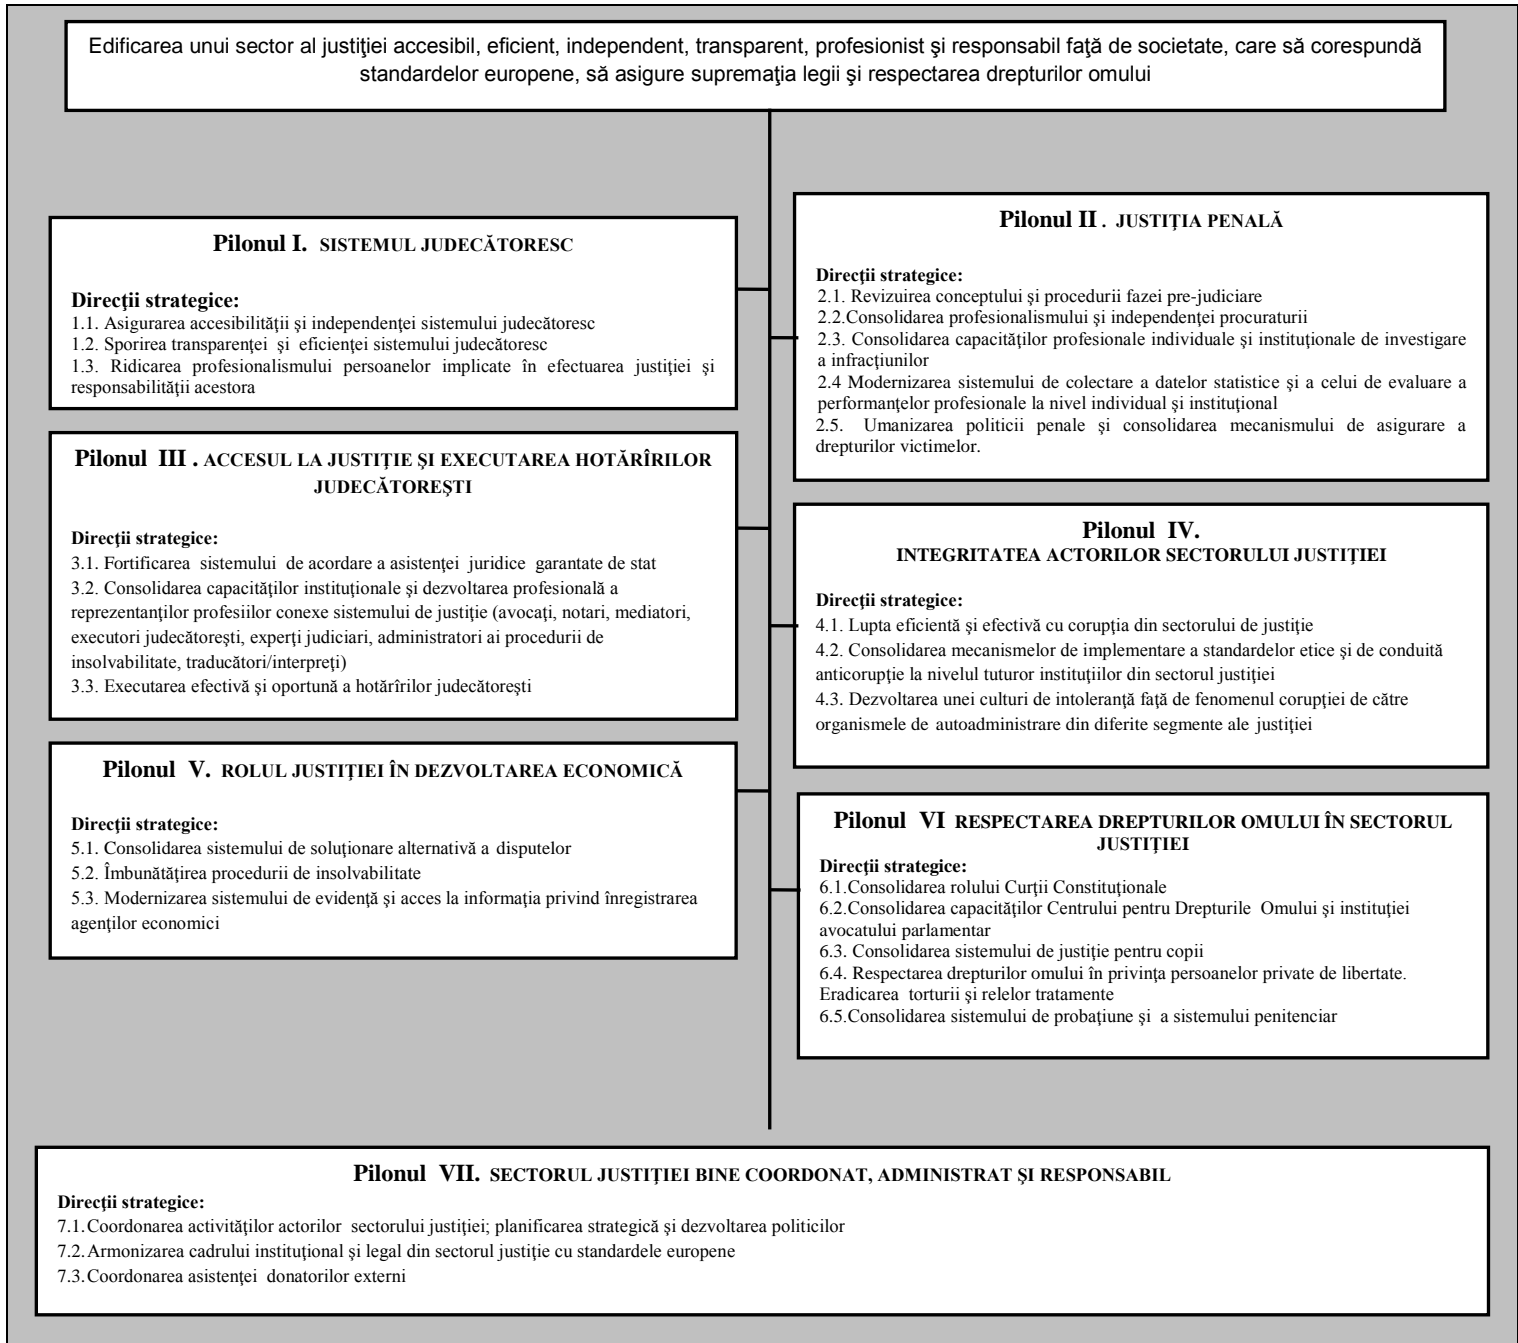 Edificarea unui sector al justiţiei accesibil, eficient, independent, transparent, profesionist şi responsabil faţă de societate, care să corespundă
standardelor europene, să asigure supremaţia legii şi respectarea drepturilor omului
Pilonul I. SISTEMUL JUDECĂTORESC
Direcţii strategice:
1.1. Asigurarea accesibilităţii şi independenţei sistemului judecătoresc
1.2. Sporirea transparenţei şi eficienţei sistemului judecătoresc
1.3. Ridicarea profesionalismului persoanelor implicate în efectuarea justiţiei şi
responsabilităţii acestora
Pilonul II . JUSTIŢIA PENALĂ
Direcţii strategice:
2.1. Revizuirea conceptului şi procedurii fazei pre-judiciare
2.2.Consolidarea profesionalismului şi independenţei procuraturii
2.3. Consolidarea capacităţilor profesionale individuale şi instituţionale de investigare
a infracţiunilor
2.4 Modernizarea sistemului de colectare a datelor statistice şi a celui de evaluare a
performanţelor profesionale la nivel individual şi instituţional
2.5. Umanizarea politicii penale şi consolidarea mecanismului de asigurare a
drepturilor victimelor.
Pilonul III . ACCESUL LA JUSTIŢIE ŞI EXECUTAREA HOTĂRÎRILOR
JUDECĂTOREŞTI
Direcţii strategice:
3.1. Fortificarea sistemului de acordare a asistenţei juridice garantate de stat
3.2. Consolidarea capacităţilor instituţionale şi dezvoltarea profesională a
reprezentanţilor profesiilor conexe sistemului de justiţie (avocaţi, notari, mediatori,
executori judecătoreşti, experţi judiciari, administratori ai procedurii de
insolvabilitate, traducători/interpreţi)
3.3. Executarea efectivă şi oportună a hotărîrilor judecătoreşti
Pilonul IV.
INTEGRITATEA ACTORILOR SECTORULUI JUSTIŢIEI
Direcţii strategice:
4.1. Lupta eficientă şi efectivă cu corupţia din sectorului de justiţie
4.2. Consolidarea mecanismelor de implementare a standardelor etice şi de conduită
anticorupţie la nivelul tuturor instituţiilor din sectorul justiţiei
4.3. Dezvoltarea unei culturi de intoleranţă faţă de fenomenul corupţiei de către
organismele de autoadministrare din diferite segmente ale justiţiei
Pilonul V. ROLUL JUSTIŢIEI ÎN DEZVOLTAREA ECONOMICĂ
Direcţii strategice:
5.1. Consolidarea sistemului de soluţionare alternativă a disputelor
5.2. Îmbunătăţirea procedurii de insolvabilitate
5.3. Modernizarea sistemului de evidenţă şi acces la informaţia privind înregistrarea
agenţilor economici
Pilonul VI RESPECTAREA DREPTURILOR OMULUI ÎN SECTORUL
JUSTIŢIEI
Direcţii strategice:
6.1.Consolidarea rolului Curţii Constituţionale
6.2.Consolidarea capacităţilor Centrului pentru Drepturile Omului şi instituţiei
avocatului parlamentar
6.3. Consolidarea sistemului de justiţie pentru copii
6.4. Respectarea drepturilor omului în privinţa persoanelor private de libertate.
Eradicarea torturii şi relelor tratamente
6.5.Consolidarea sistemului de probaţiune şi a sistemului penitenciar
Pilonul VII. SECTORUL JUSTIŢIEI BINE COORDONAT, ADMINISTRAT ŞI RESPONSABIL
Direcţii strategice:
7.1.Coordonarea activităţilor actorilor sectorului justiţiei; planificarea strategică şi dezvoltarea politicilor
7.2.Armonizarea cadrului instituţional şi legal din sectorul justiţie cu standardele europene
7.3.Coordonarea asistenţei donatorilor externi